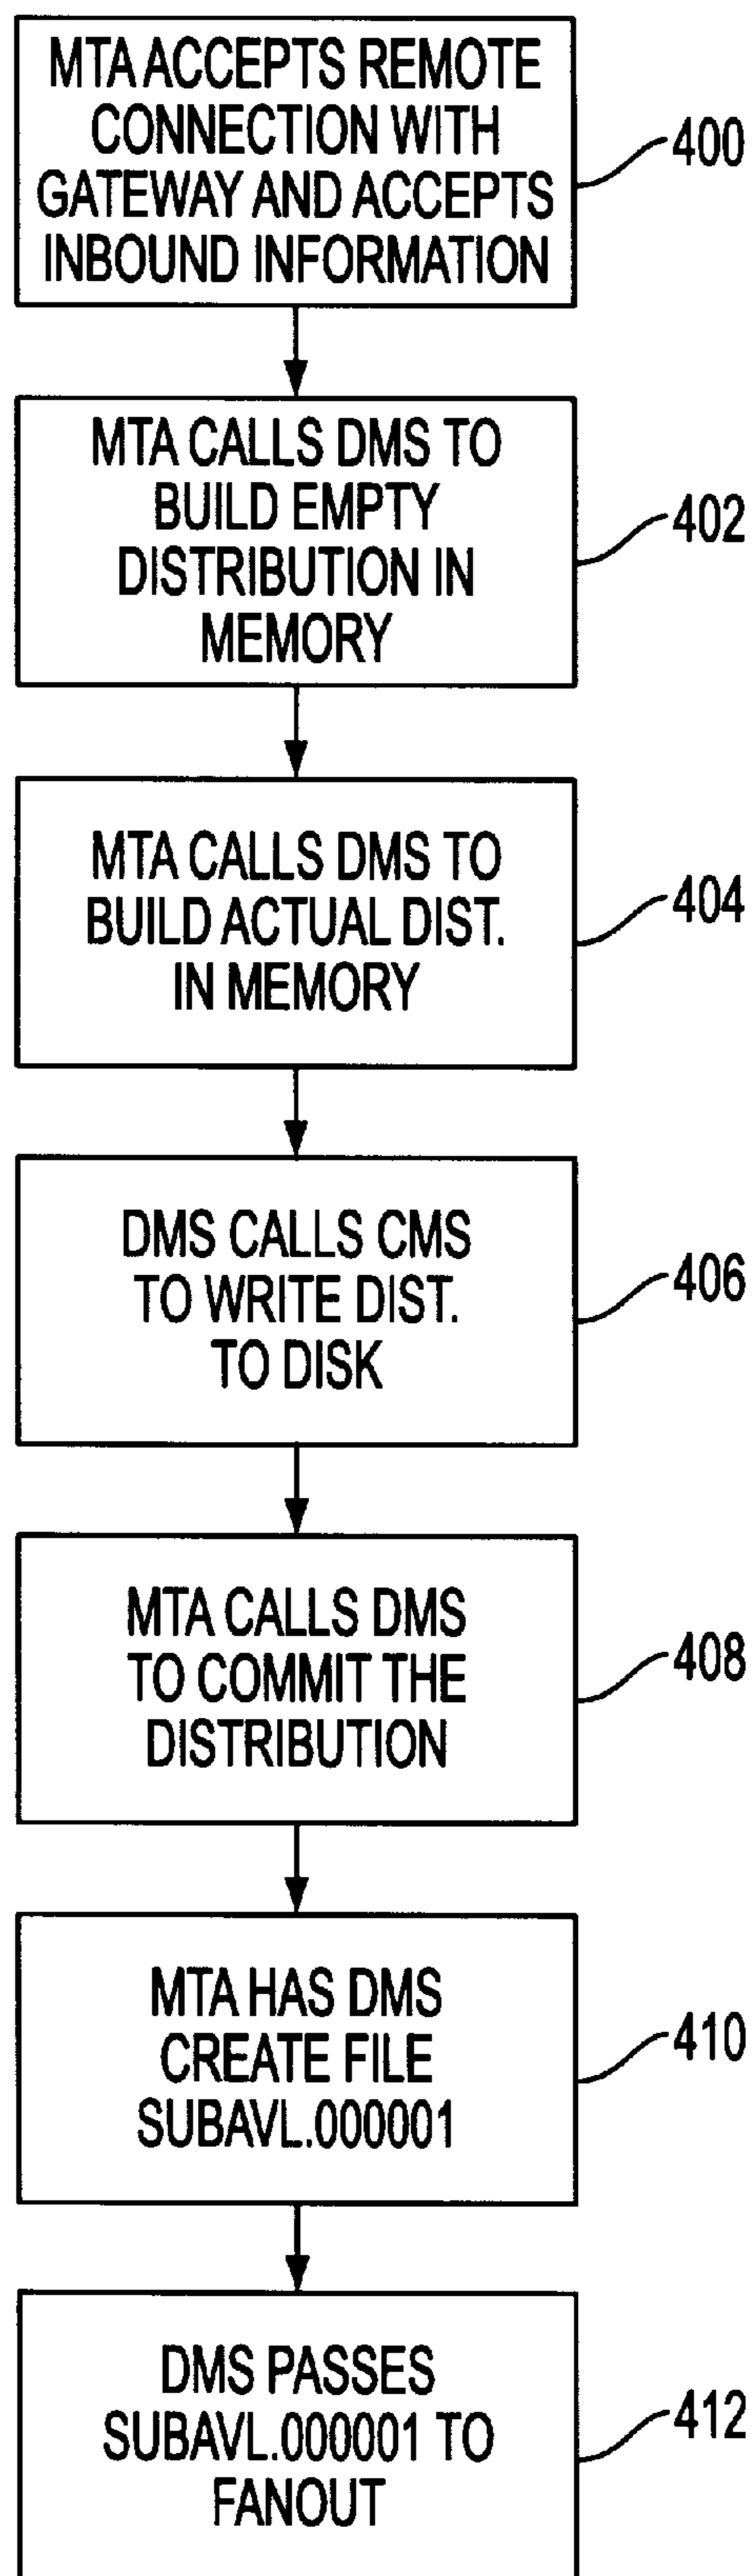 MTA ACCEPTS REMOTE
CONNECTION WITH
GATEWAY AND ACCEPTS
INBOUND INFORMATION
400
MTA CALLS DMS TO
BUILD EMPTY
DISTRIBUTION IN
MEMORY
402
MTA CALLS DMS TO
BUILD ACTUAL DIST.
IN MEMORY
404
DMS CALLS CMS
TO WRITE DIST.
TO DISK
406
MTA CALLS DMS
TO COMMIT THE
DISTRIBUTION
408
MTA HAS DMS
CREATE FILE
SUBAVL.000001
410
DMS PASSES
SUBAVL.000001 TO
FANOUT
412